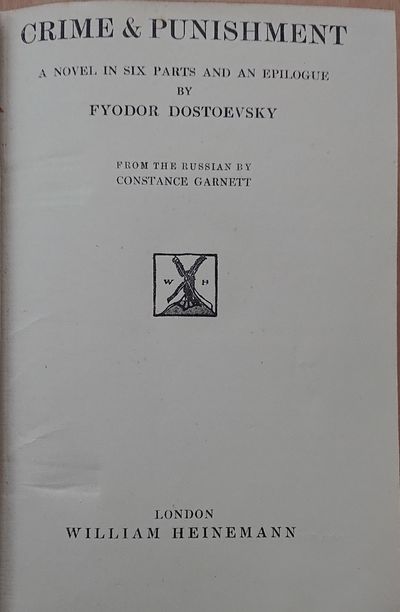 CRIME & PUNISHMENT
A NOVEL IN SIX PARTS AND AN EPILOGUE
BY
FYODOR DOSTOEVSKY
FROM THE RUSSIAN BY
CONSTANCE GARNETT
W H
LONDON
WILLIAM HEINEMANN